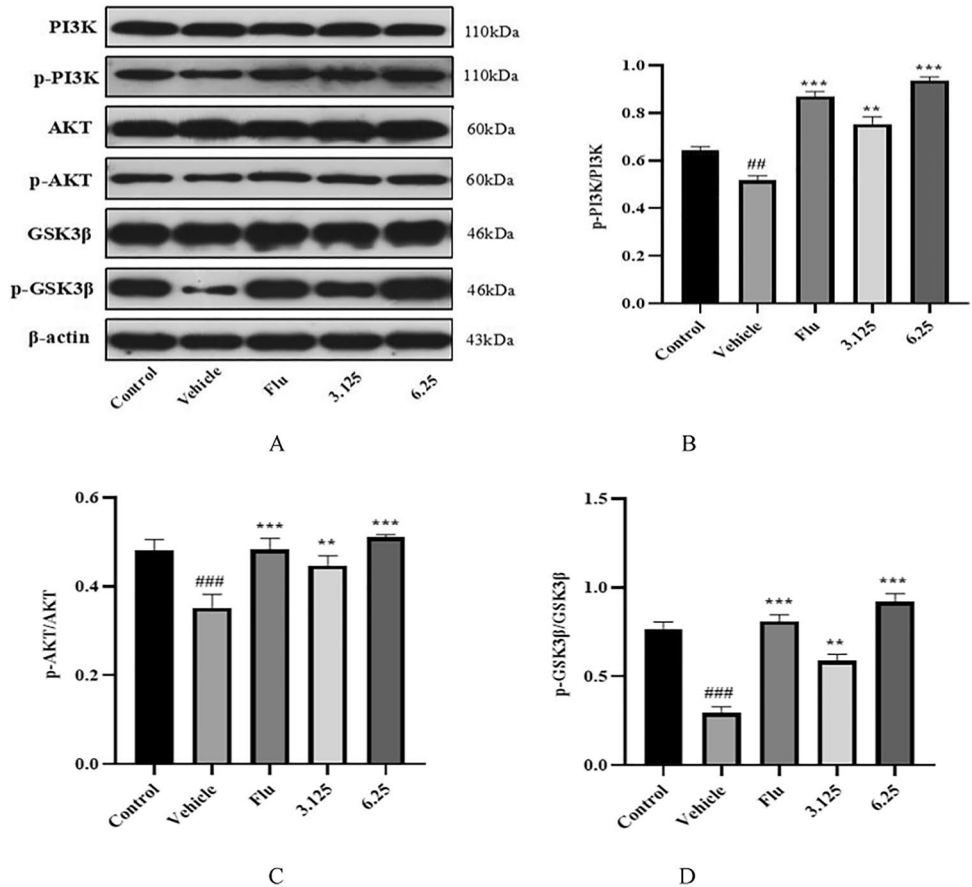 PI3K 110kDa
p-PI3K 110kDa
AKT 60kDa
p-AKT 60kDa
GSK3β 46kDa
p-GSK3β 46kDa
β-actin 43kDa
Control Vehicle Flu 3.125 6.25
A
p-PI3K/PI3K
1.0
0.8
0.6
0.4
0.2
0.0
## *** ** ***
Control Vehicle Flu 3.125 6.25
B
p-AKT/AKT
0.6
0.4
0.2
0.0
### *** ** ***
Control Vehicle Flu 3.125 6.25
C
p-GSK3β/GSK3β
1.5
1.0
0.5
0.0
### *** ** ***
Control Vehicle Flu 3.125 6.25
D